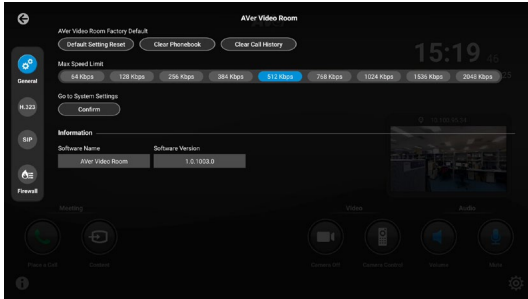 AVer Video Room
AVer Video Room Factory Default
Default Setting Reset
Clear Phonebook
Clear Call History
15:19 46
Max Speed Limit
General
64 Kbps
128 Kbps
256 Kbps
384 Kbps
512 Kbps
768 Kbps
1024 Kbps
1536 Kbps
2048 Kbps
Go to System Settings
H.323
Confirm
Information
SIP
Software Name
Software Version
AVer Video Room
1.0.1003.0
Firewall
Meeting
Video
Audio
Place a Call
Content
Camera Off
Camera Control
Volume
Mute